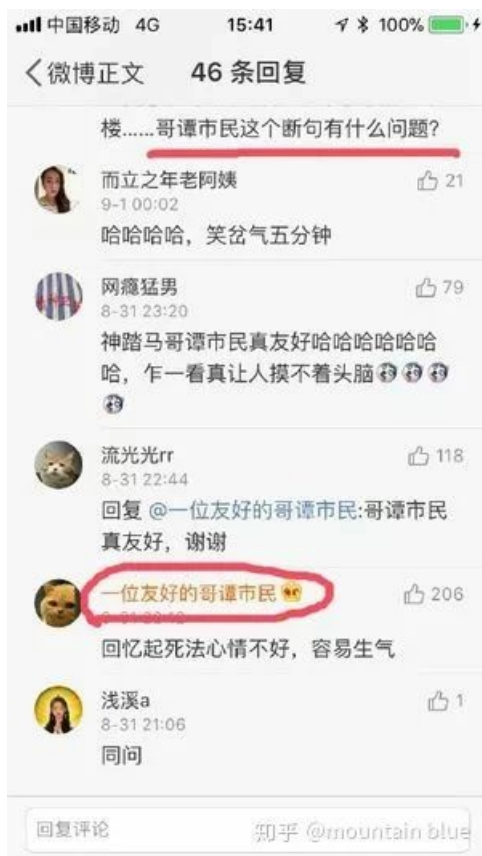 中国移动 4G 15:41 100%
微博正文 46 条回复
楼……哥谭市民这个断句有什么问题?
而立之年老阿姨 21
9-1 00:02
哈哈哈哈，笑岔气五分钟
网瘾猛男 79
8-31 23:20
神踏马哥谭市民真友好哈哈哈哈哈哈
哈，乍一看真让人摸不着头脑
流光光rr 118
8-31 22:44
回复 @一位友好的哥谭市民:哥谭市民
真友好，谢谢
一位友好的哥谭市民 206
回忆起死法心情不好，容易生气
浅溪a 1
8-31 21:06
同问
回复评论
知乎 @mountain blue